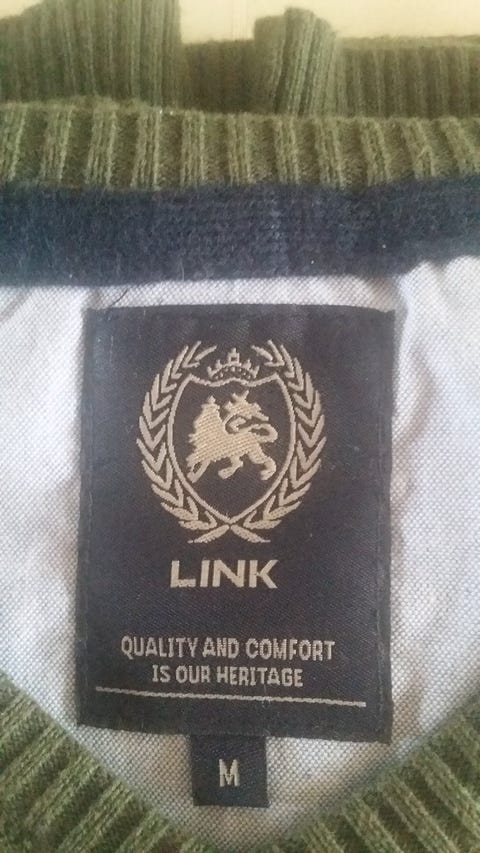 LINK
QUALITY AND COMFORT
IS OUR HERITAGE
M